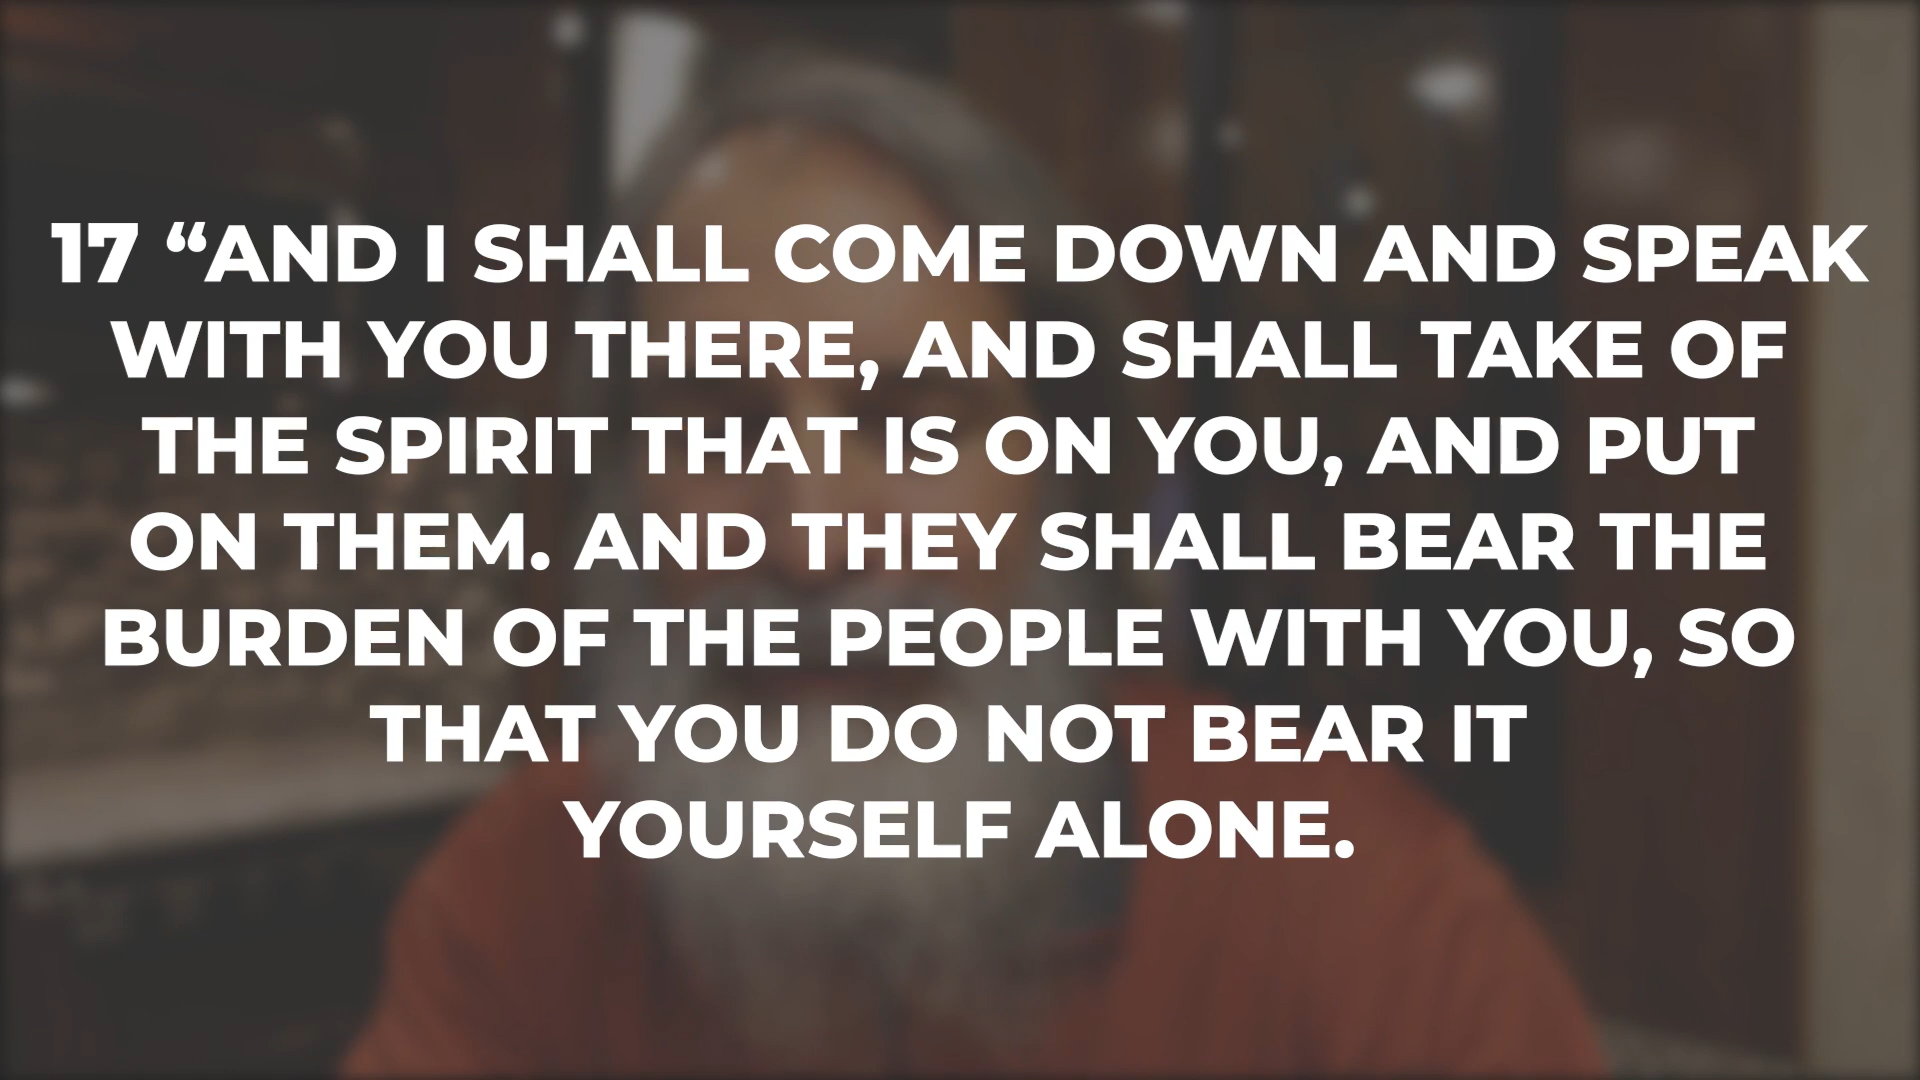 17 “AND I SHALL COME DOWN AND SPEAK
WITH YOU THERE, AND SHALL TAKE OF
THE SPIRIT THAT IS ON YOU, AND PUT
ON THEM. AND THEY SHALL BEAR THE
BURDEN OF THE PEOPLE WITH YOU, SO
THAT YOU DO NOT BEAR IT
YOURSELF ALONE.